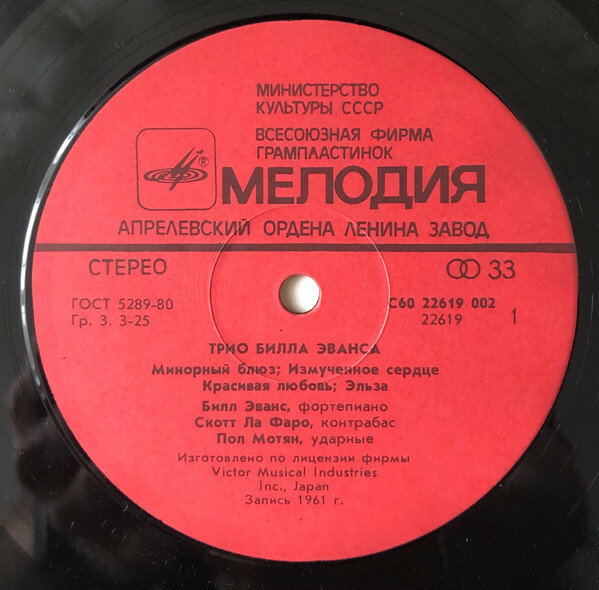 МИНИСТЕРСТВО
КУЛЬТУРЫ СССР
ВСЕСОЮЗНАЯ ФИРМА
ГРАМПЛАСТИНОК
®
МЕЛОДИЯ
АПРЕЛЕВСКИЙ ОРДЕНА ЛЕНИНА ЗАВОД
СТЕРЕО
33
ГОСТ 5289-80
С60 22619 002
Гр. 3. 3-25
22619 1
ТРИО БИЛЛА ЭВАНСА
Минорный блюз; Измученное сердце
Красивая любовь; Эльза
Билл Эванс, фортепиано
Скотт Ла Фаро, контрабас
Пол Мотян, ударные
Изготовлено по лицензии фирмы
Victor Musical Industries
Inc., Japan
Запись 1961 г.